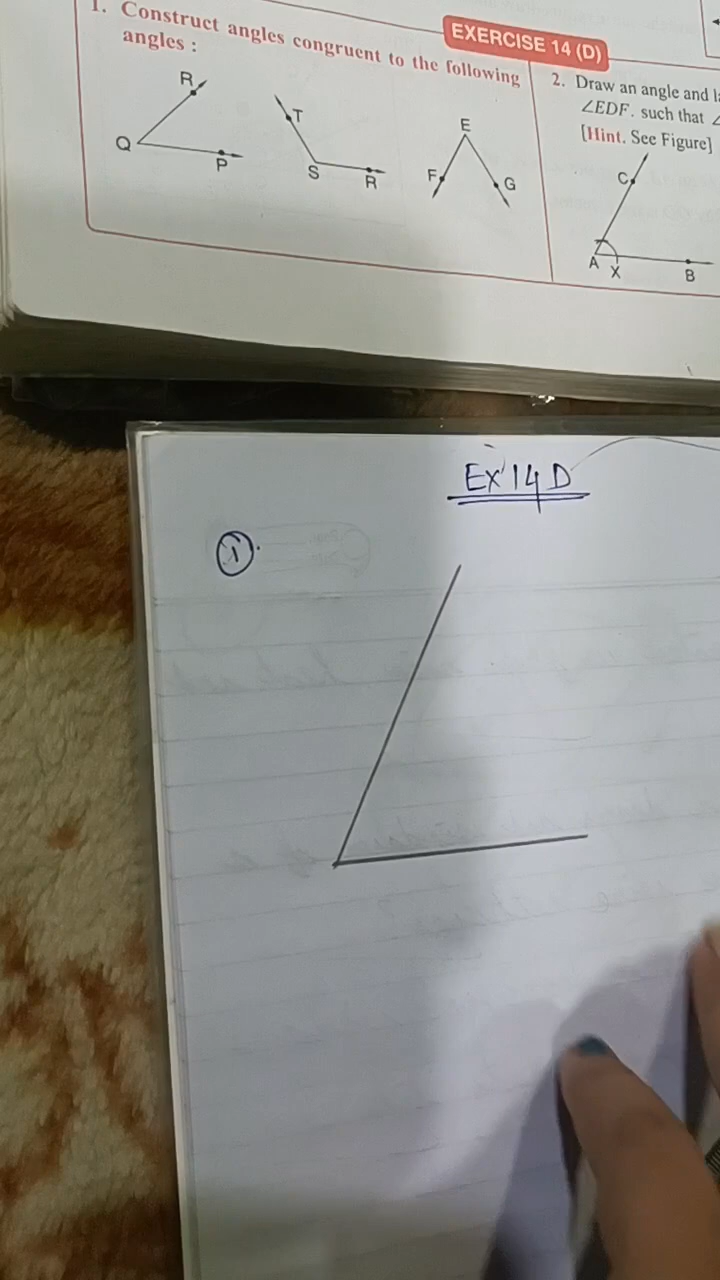 EXERCISE 14 (D)
1. Construct angles congruent to the following
angles :
R
Q
P
T
S
R
E
F
G
2. Draw an angle and
∠EDF. such that ∠
[Hint. See Figure]
C
A
X
B
Ex 14 D
1.